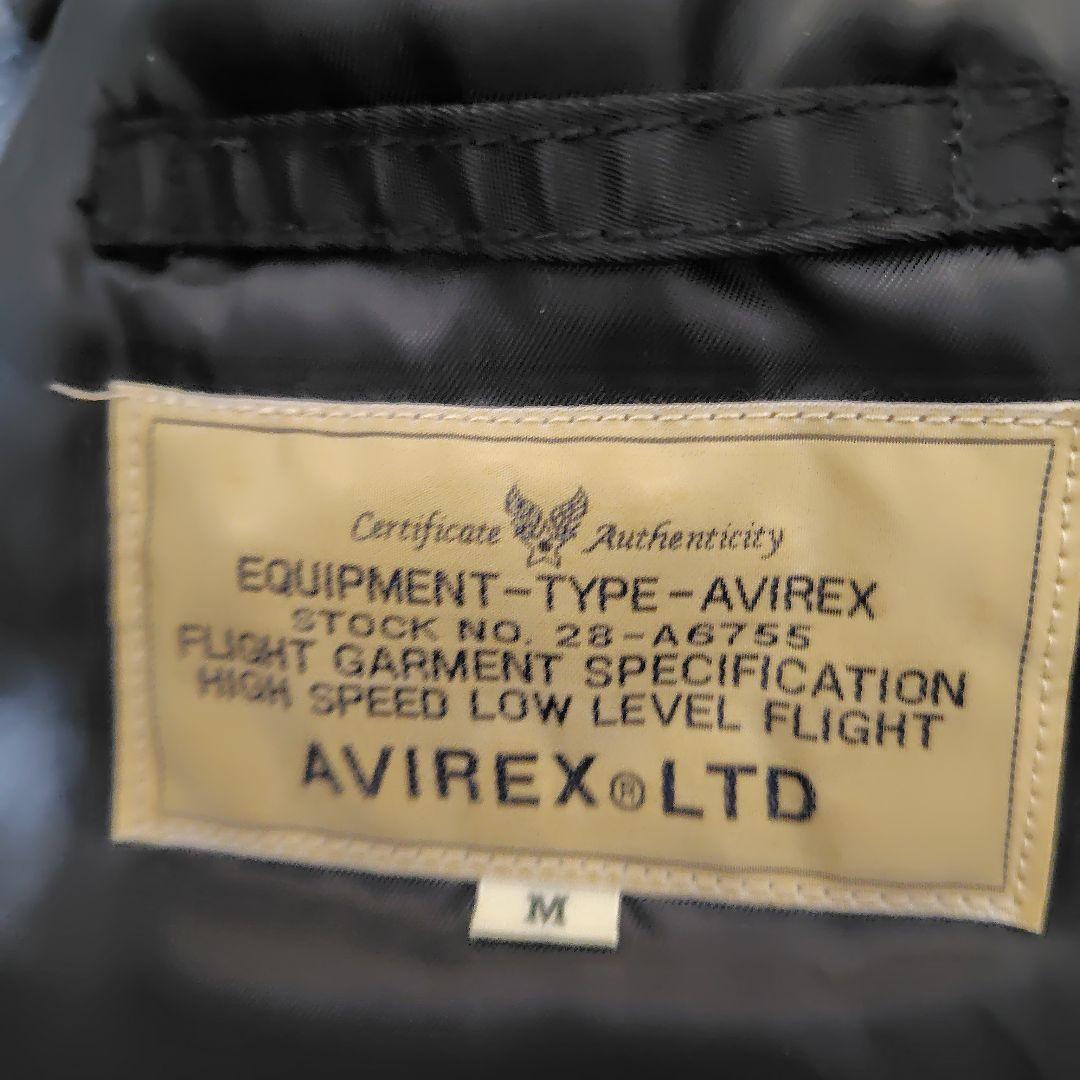 Certificate Authenticity
EQUIPMENT-TYPE-AVIREX
STOCK NO. 28-A6755
FLIGHT GARMENT SPECIFICATION
HIGH SPEED LOW LEVEL FLIGHT
AVIREX®LTD
M